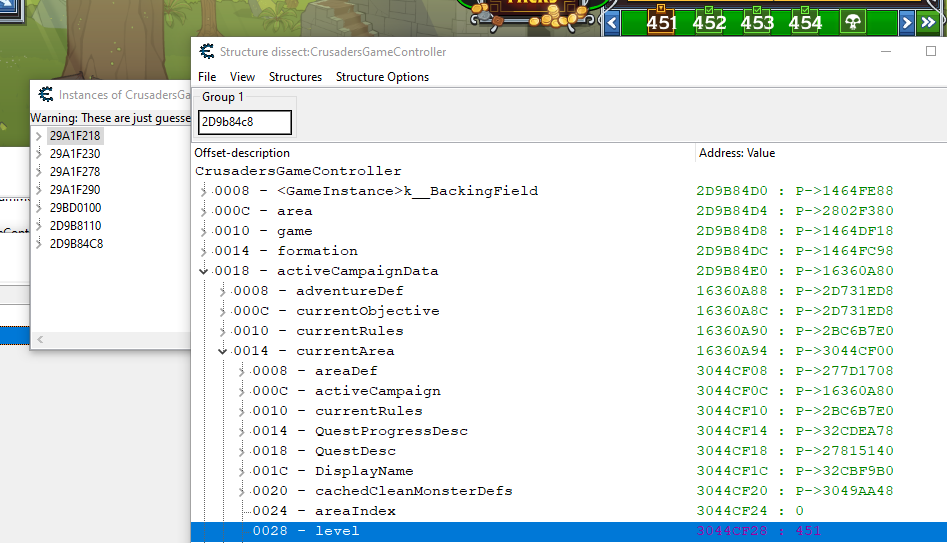 PACKS
451 452 453 454
Structure dissect:CrusadersGameController
File View Structures Structure Options
Group 1
2D9b84c8
Offset-description Address: Value
CrusadersGameController
0008 - <GameInstance>k__BackingField 2D9B84D0 : P->1464FE88
000C - area 2D9B84D4 : P->2802F380
0010 - game 2D9B84D8 : P->1464DF18
0014 - formation 2D9B84DC : P->1464FC98
0018 - activeCampaignData 2D9B84E0 : P->16360A80
0008 - adventureDef 16360A88 : P->2D731ED8
000C - currentObjective 16360A8C : P->2D731ED8
0010 - currentRules 16360A90 : P->2BC6B7E0
0014 - currentArea 16360A94 : P->3044CF00
0008 - areaDef 3044CF08 : P->277D1708
000C - activeCampaign 3044CF0C : P->16360A80
0010 - currentRules 3044CF10 : P->2BC6B7E0
0014 - QuestProgressDesc 3044CF14 : P->32CDEA78
0018 - QuestDesc 3044CF18 : P->27815140
001C - DisplayName 3044CF1C : P->32CBF9B0
0020 - cachedCleanMonsterDefs 3044CF20 : P->3049AA48
0024 - areaIndex 3044CF24 : 0
0028 - level 3044CF28 : 451
Instances of CrusadersGa
Warning: These are just guesse
29A1F218
29A1F230
29A1F278
29A1F290
29BD0100
2D9B8110
2D9B84C8